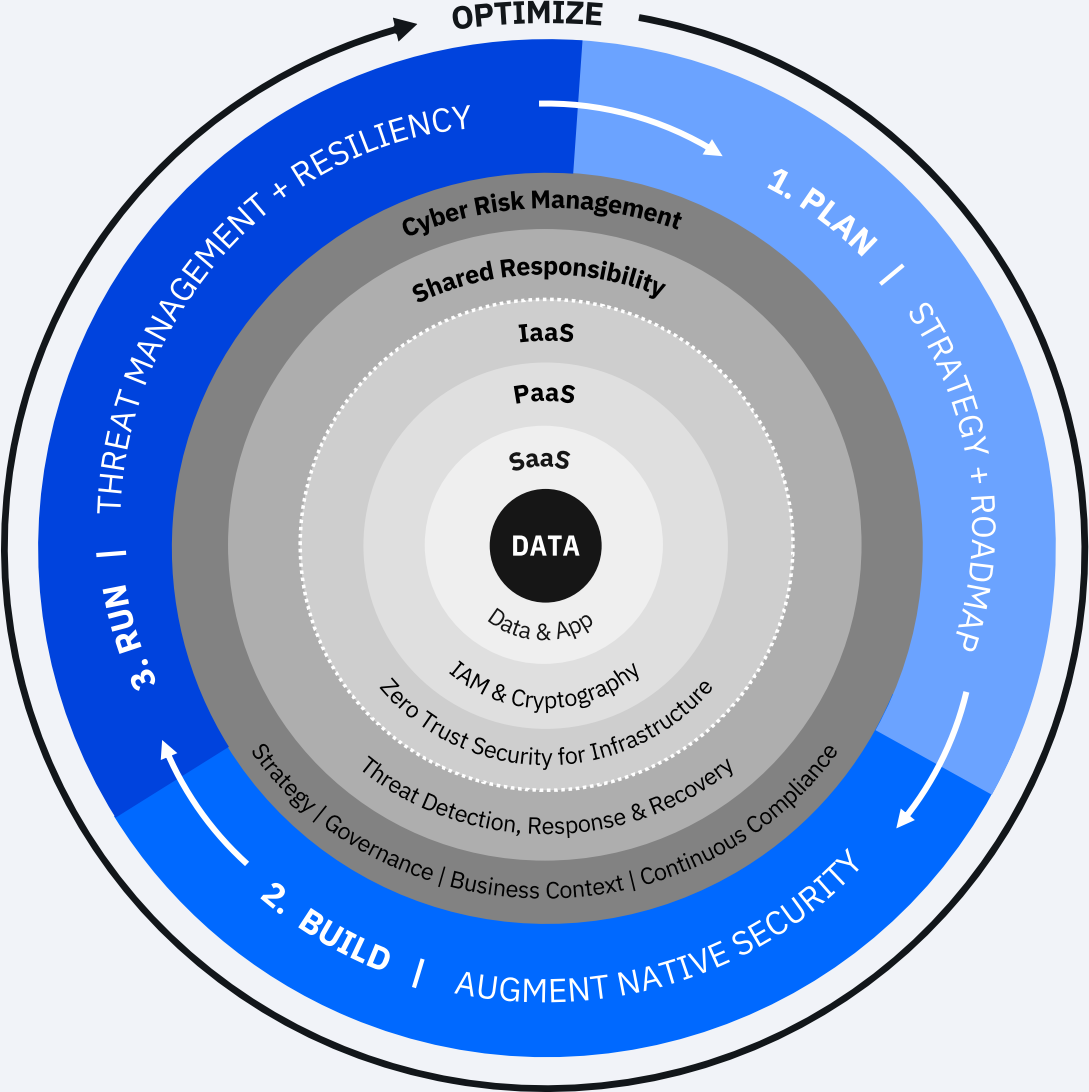 OPTIMIZE
1. PLAN | STRATEGY + ROADMAP
2. BUILD | AUGMENT NATIVE SECURITY
3. RUN | THREAT MANAGEMENT + RESILIENCY
Cyber Risk Management
Shared Responsibility
IaaS
PaaS
SaaS
DATA
Data & App
IAM & Cryptography
Zero Trust Security for Infrastructure
Threat Detection, Response & Recovery
Strategy | Governance | Business Context | Continuous Compliance